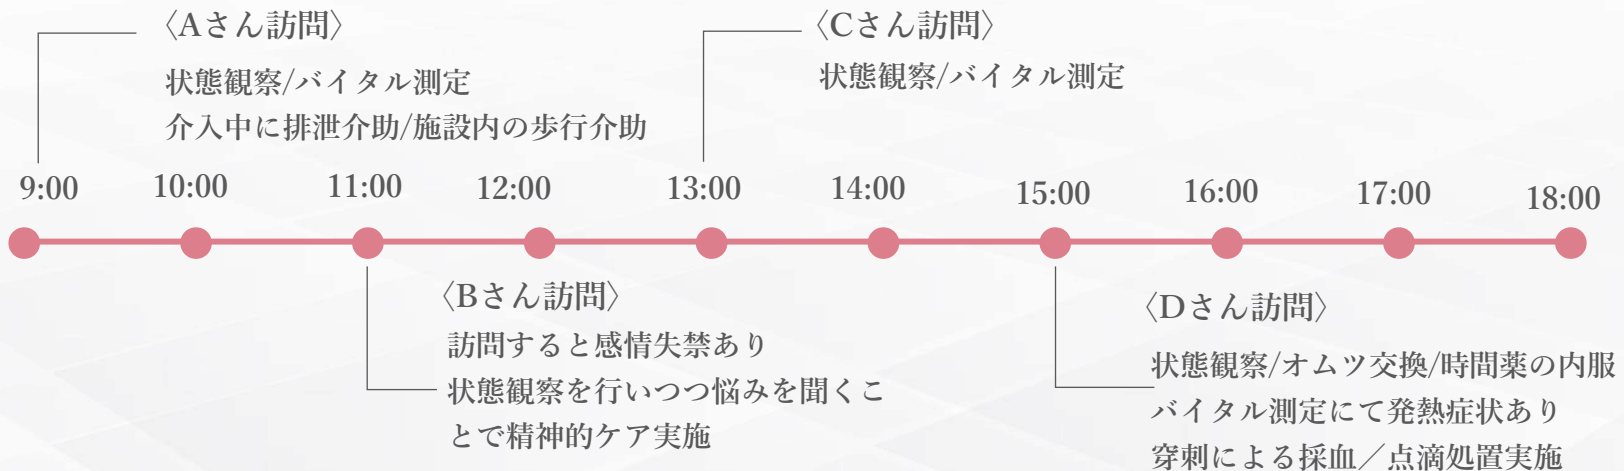 〈Aさん訪問〉
状態観察/バイタル測定
介入中に排泄介助/施設内の歩行介助
〈Cさん訪問〉
状態観察/バイタル測定
9:00
10:00
11:00
12:00
13:00
14:00
15:00
16:00
17:00
18:00
〈Bさん訪問〉
訪問すると感情失禁あり
状態観察を行いつつ悩みを聞くこ
とで精神的ケア実施
〈Dさん訪問〉
状態観察/オムツ交換/時間薬の内服
バイタル測定にて発熱症状あり
穿刺による採血／点滴処置実施